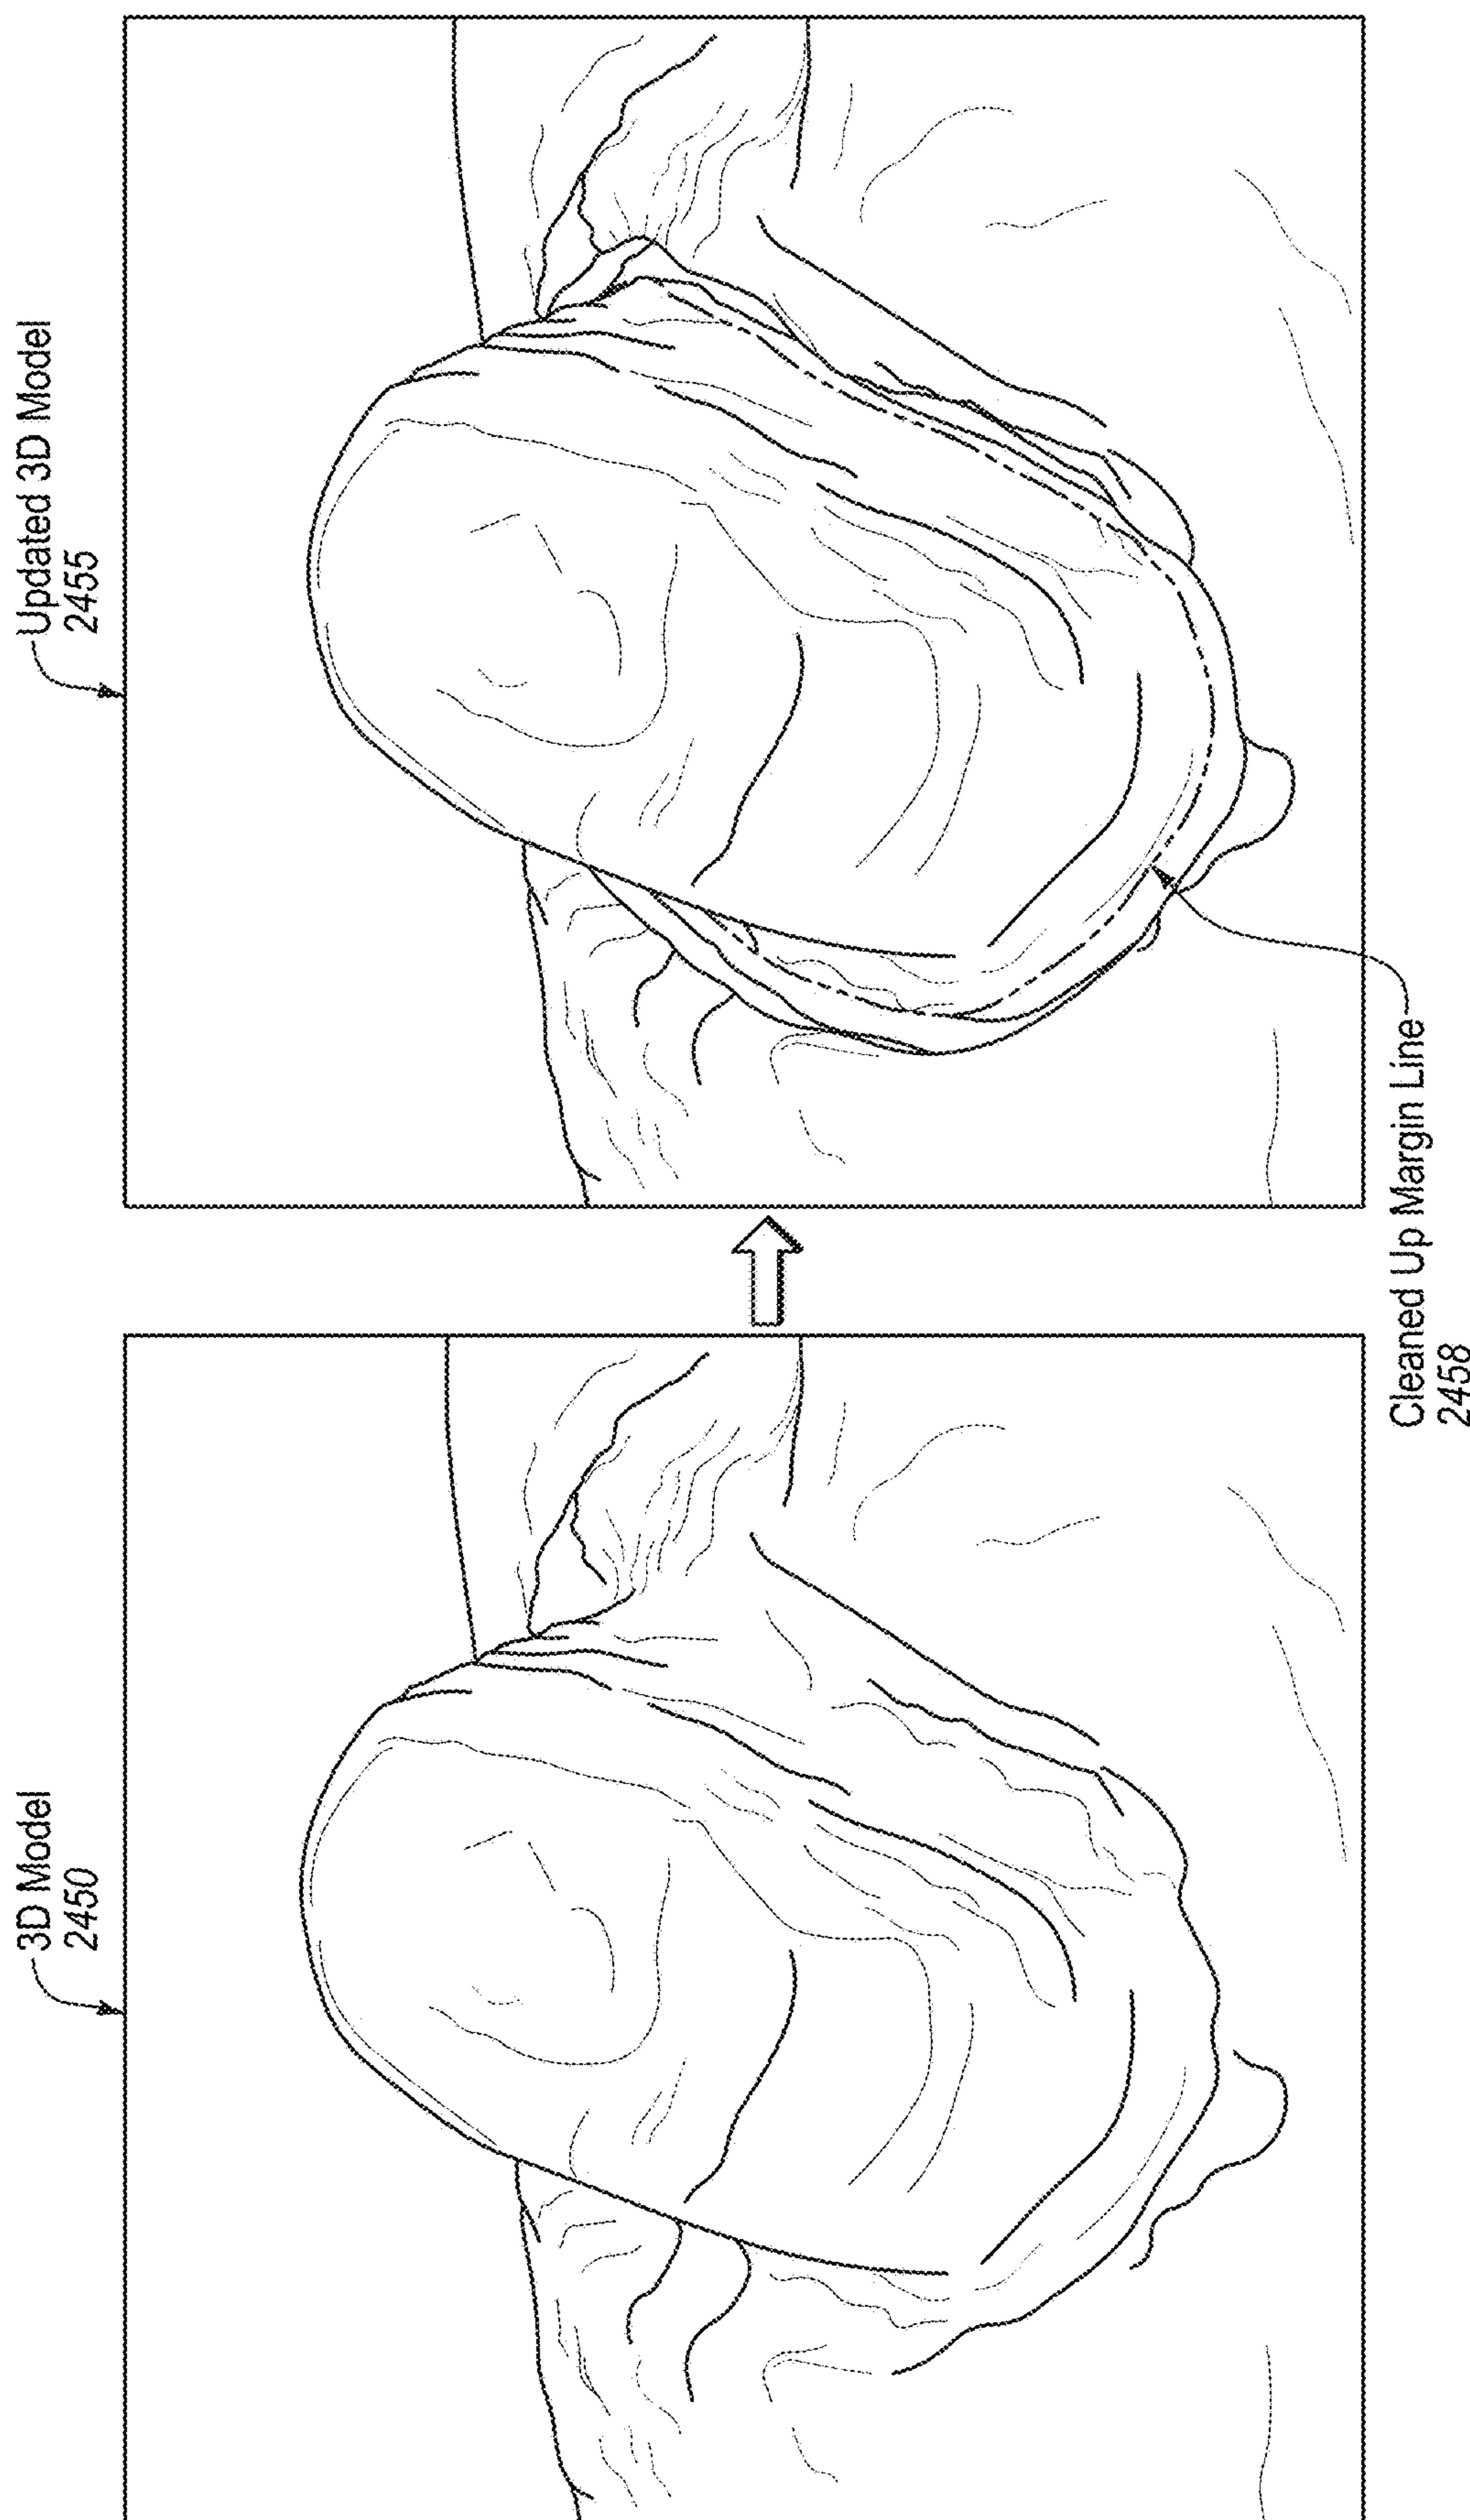 3D Model
2450
Updated 3D Model
2455
Cleaned Up Margin Line
2458